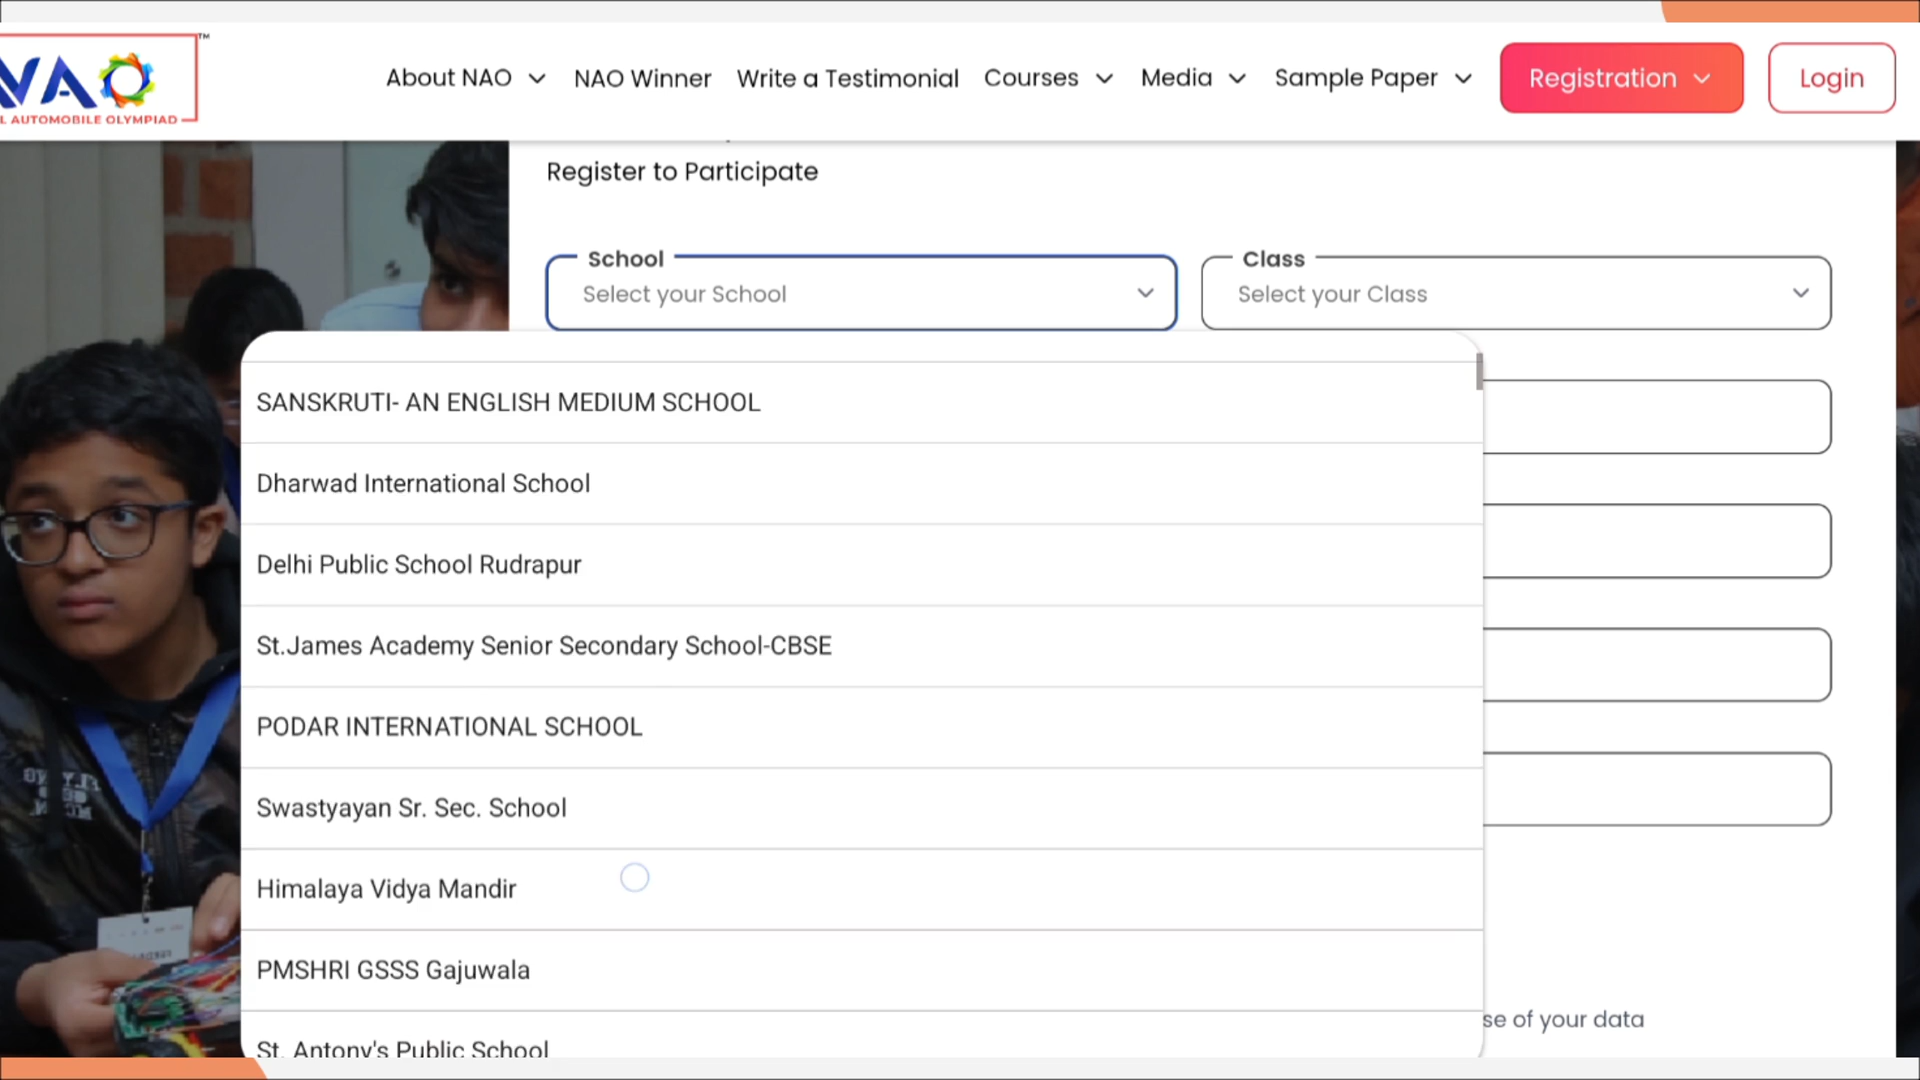 TM
L AUTOMOBILE OLYMPIAD
About NAO
NAO Winner
Write a Testimonial
Courses
Media
Sample Paper
Registration
Login
Register to Participate
School
Select your School
Class
Select your Class
SANSKRUTI- AN ENGLISH MEDIUM SCHOOL
Dharwad International School
Delhi Public School Rudrapur
St.James Academy Senior Secondary School-CBSE
PODAR INTERNATIONAL SCHOOL
Swastyayan Sr. Sec. School
Himalaya Vidya Mandir
PMSHRI GSSS Gajuwala
St. Antony's Public School
se of your data